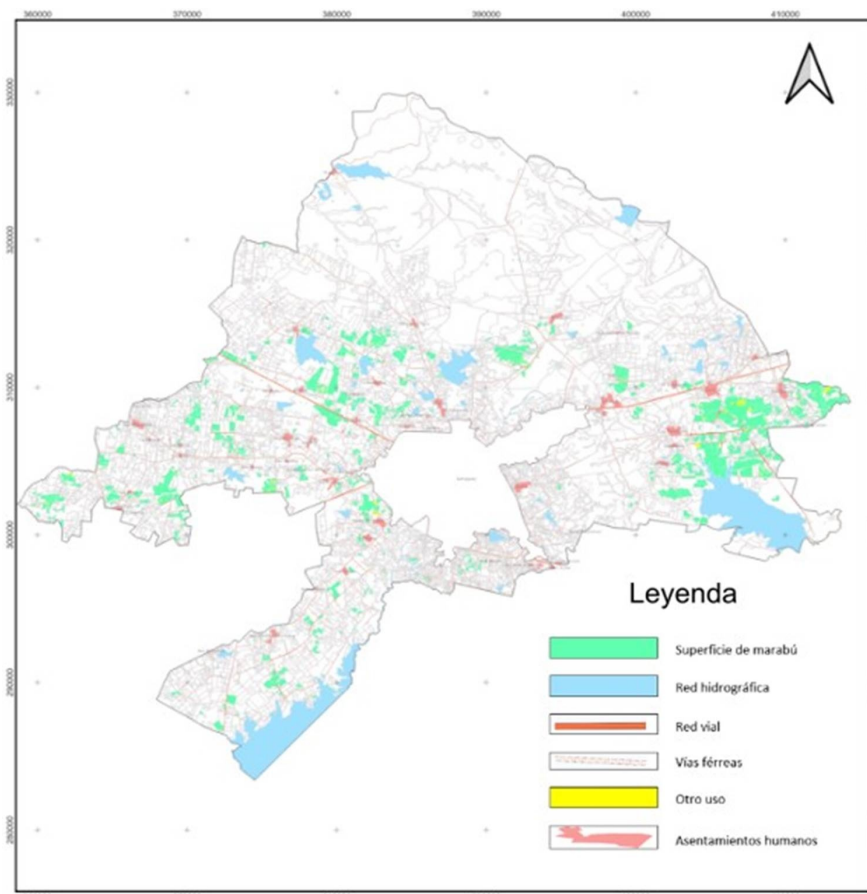 360000 370000 380000 390000 400000 410000
330000
320000
310000
300000
290000
280000
Leyenda
Superficie de marabú
Red hidrográfica
Red vial
Vías férreas
Otro uso
Asentamientos humanos